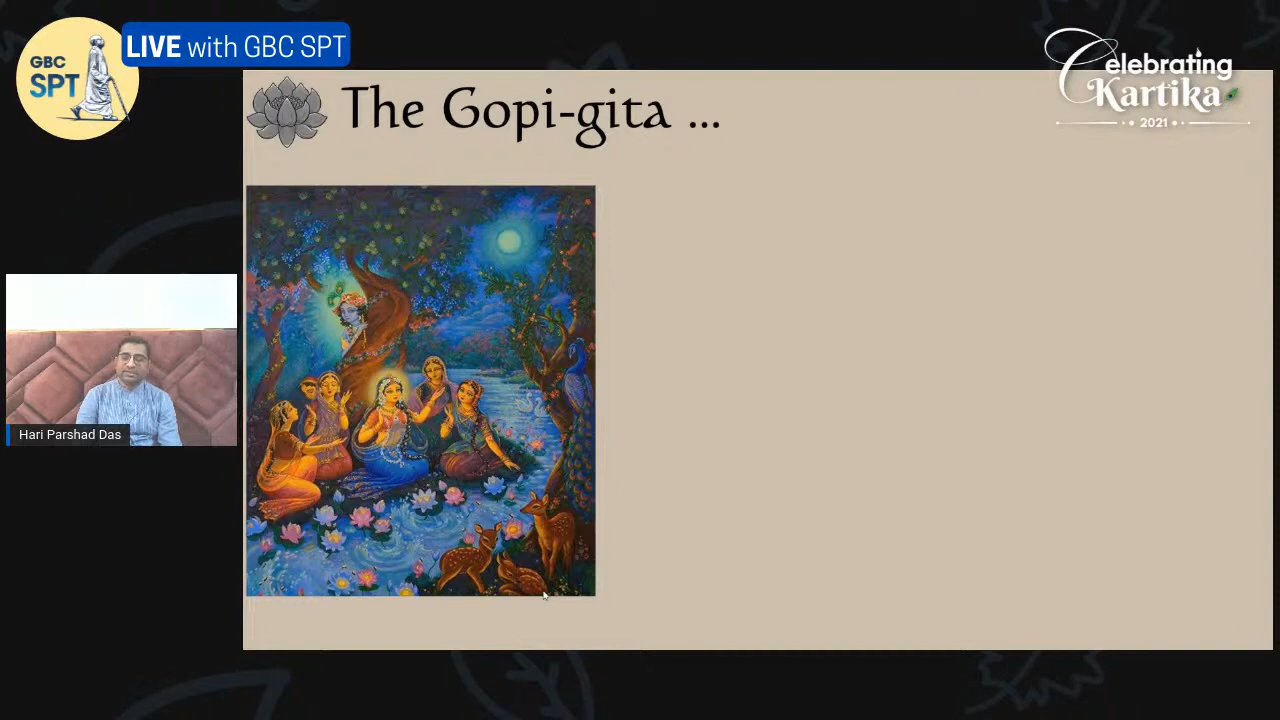 GBC
SPT
LIVE with GBC SPT
Celebrating
Kartika
2021
The Gopi-gita ...
Hari Parshad Das